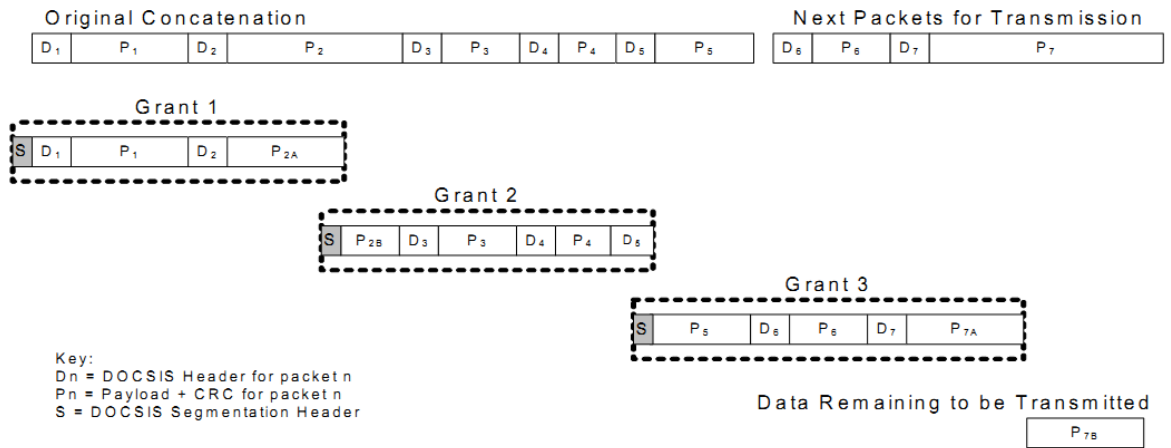 Original Concatenation
Next Packets for Transmission
D₁ P₁ D₂ P₂ D₃ P₃ D₄ P₄ D₅ P₅
D₆ P₆ D₇ P₇
Grant 1
S D₁ P₁ D₂ P₂ₐ
Grant 2
S P₂B D₃ P₃ D₄ P₄ D₅
Grant 3
S P₅ D₆ P₆ D₇ P₇ₐ
Key:
Dn = DOCSIS Header for packet n
Pn = Payload + CRC for packet n
S = DOCSIS Segmentation Header
Data Remaining to be Transmitted
P₇B